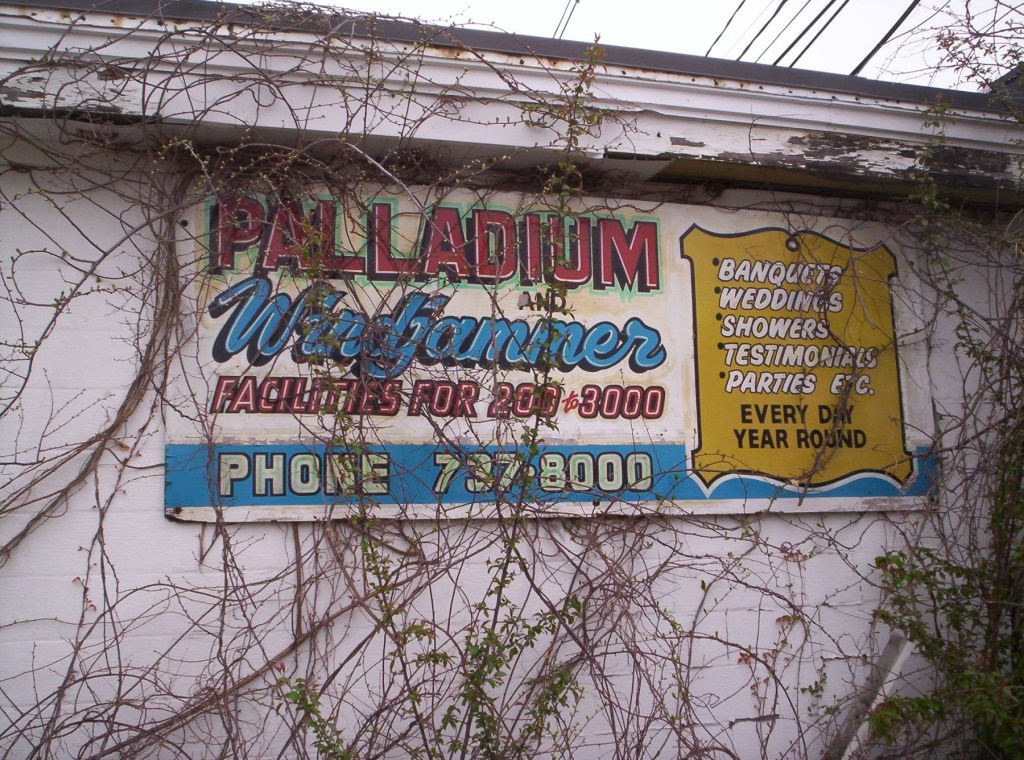 PALLADIUM
AND
Windjammer
FACILITIES FOR 200 to 3000
PHONE 737-8000
BANQUETS
WEDDINGS
SHOWERS
TESTIMONIALS
PARTIES ETC.
EVERY DAY
YEAR ROUND